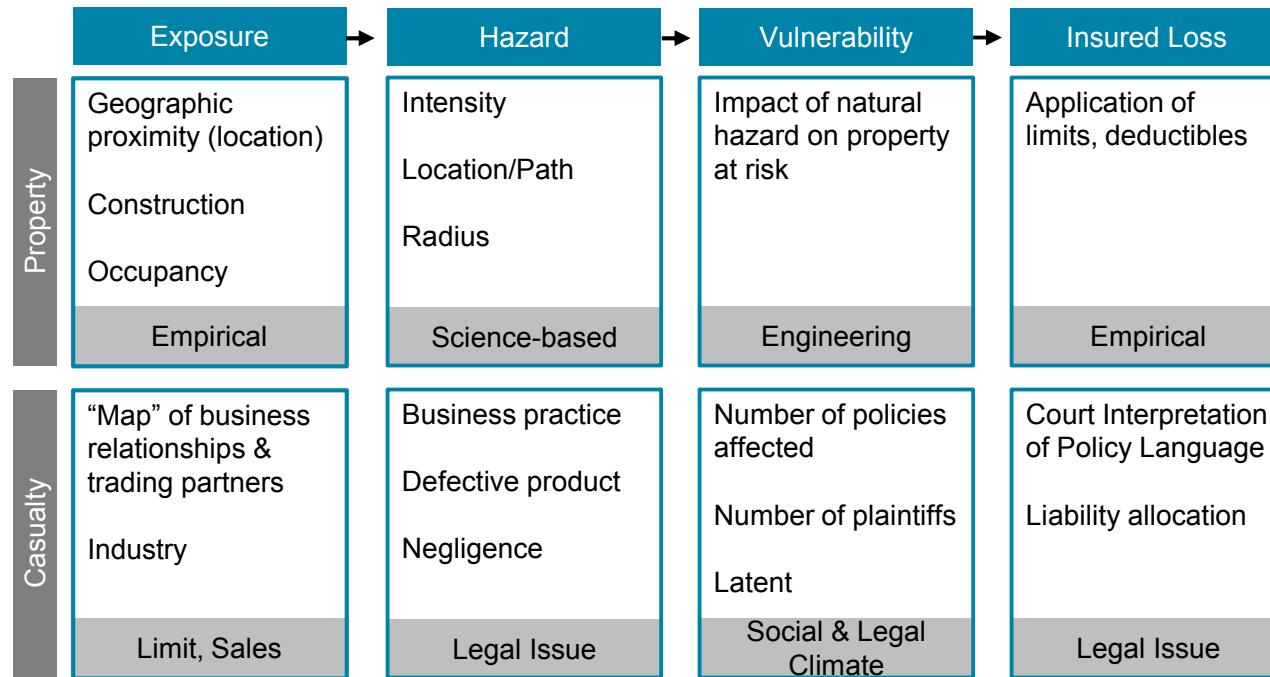 Exposure
Hazard
Vulnerability
Insured Loss
Property
Geographic
proximity (location)
Construction
Occupancy
Empirical
Intensity
Location/Path
Radius
Science-based
Impact of natural
hazard on property
at risk
Engineering
Application of
limits, deductibles
Empirical
Casualty
“Map” of business
relationships &
trading partners
Industry
Limit, Sales
Business practice
Defective product
Negligence
Legal Issue
Number of policies
affected
Number of plaintiffs
Latent
Social & Legal
Climate
Court Interpretation
of Policy Language
Liability allocation
Legal Issue